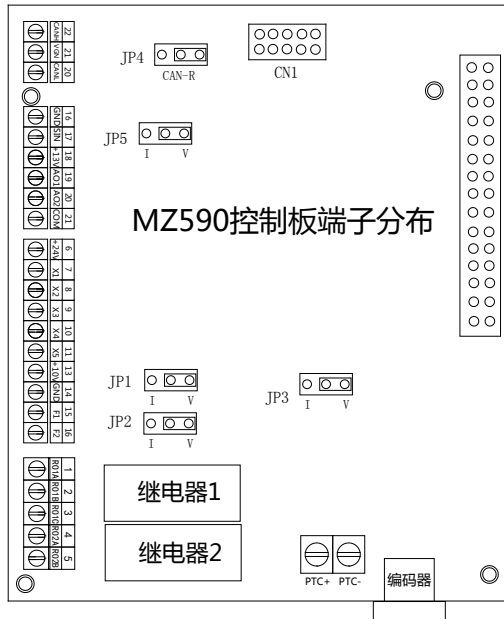 CANH 22
VGN 21
CANL 20
JP4
CAN-R
CN1
GND 16
SIN 17
+13V 18
AO1 19
AO2 20
COM 21
JP5
I V
MZ590控制板端子分布
+24V 6
X1 7
X2 8
X3 9
X4 10
X5 11
+10V 13
GND 14
F1 15
F2 16
JP1
I V
JP2
I V
JP3
I V
R01A 1
R01B 2
R01C 3
R02A 4
R02B 5
继电器1
继电器2
PTC+ PTC-
编码器